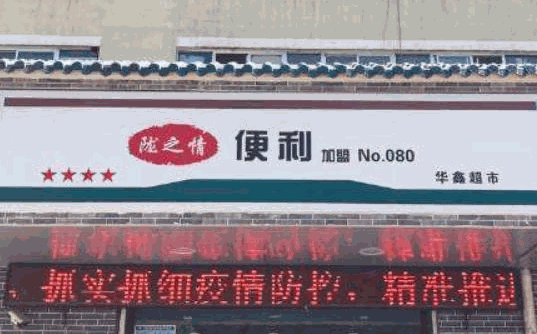 陇之情 便利 加盟 No.080
华鑫超市
抓实抓细疫情防控,精准推进